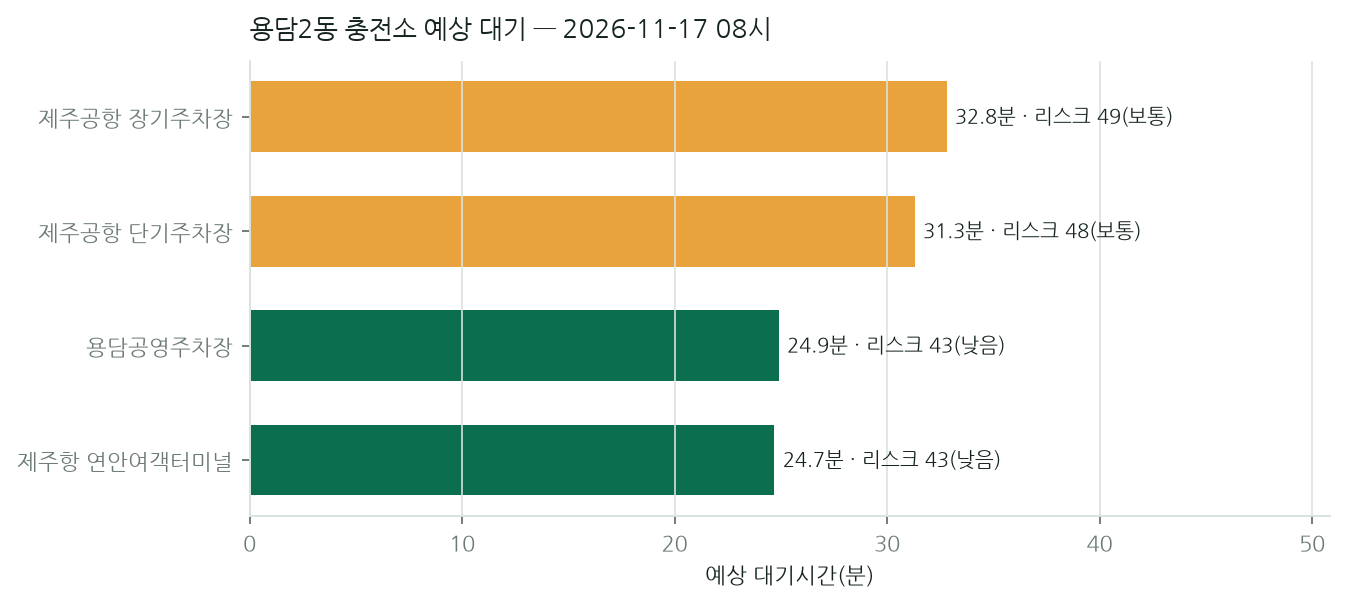 용담2동 충전소 예상 대기 — 2026-11-17 08시
제주공항 장기주차장
32.8분 · 리스크 49(보통)
제주공항 단기주차장
31.3분 · 리스크 48(보통)
용담공영주차장
24.9분 · 리스크 43(낮음)
제주항 연안여객터미널
24.7분 · 리스크 43(낮음)
0 10 20 30 40 50
예상 대기시간(분)